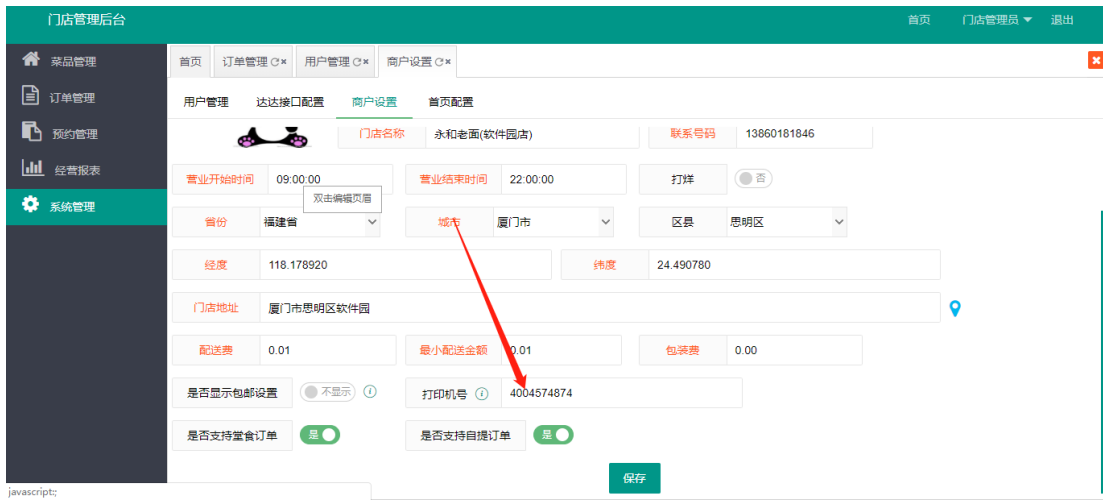 门店管理后台 首页 门店管理员 退出
菜品管理
订单管理
预约管理
经营报表
系统管理
首页 订单管理 用户管理 商户设置
用户管理 达达接口配置 商户设置 首页配置
门店名称 永和老面(软件园店) 联系号码 13860181846
营业开始时间 09:00:00 营业结束时间 22:00:00 打烊 否
双击编辑页眉
省份 福建省 城市 厦门市 区县 思明区
经度 118.178920 纬度 24.490780
门店地址 厦门市思明区软件园
配送费 0.01 最小配送金额 0.01 包装费 0.00
是否显示包邮设置 不显示 打印机号 4004574874
是否支持堂食订单 是 是否支持自提订单 是
保存
javascript:;